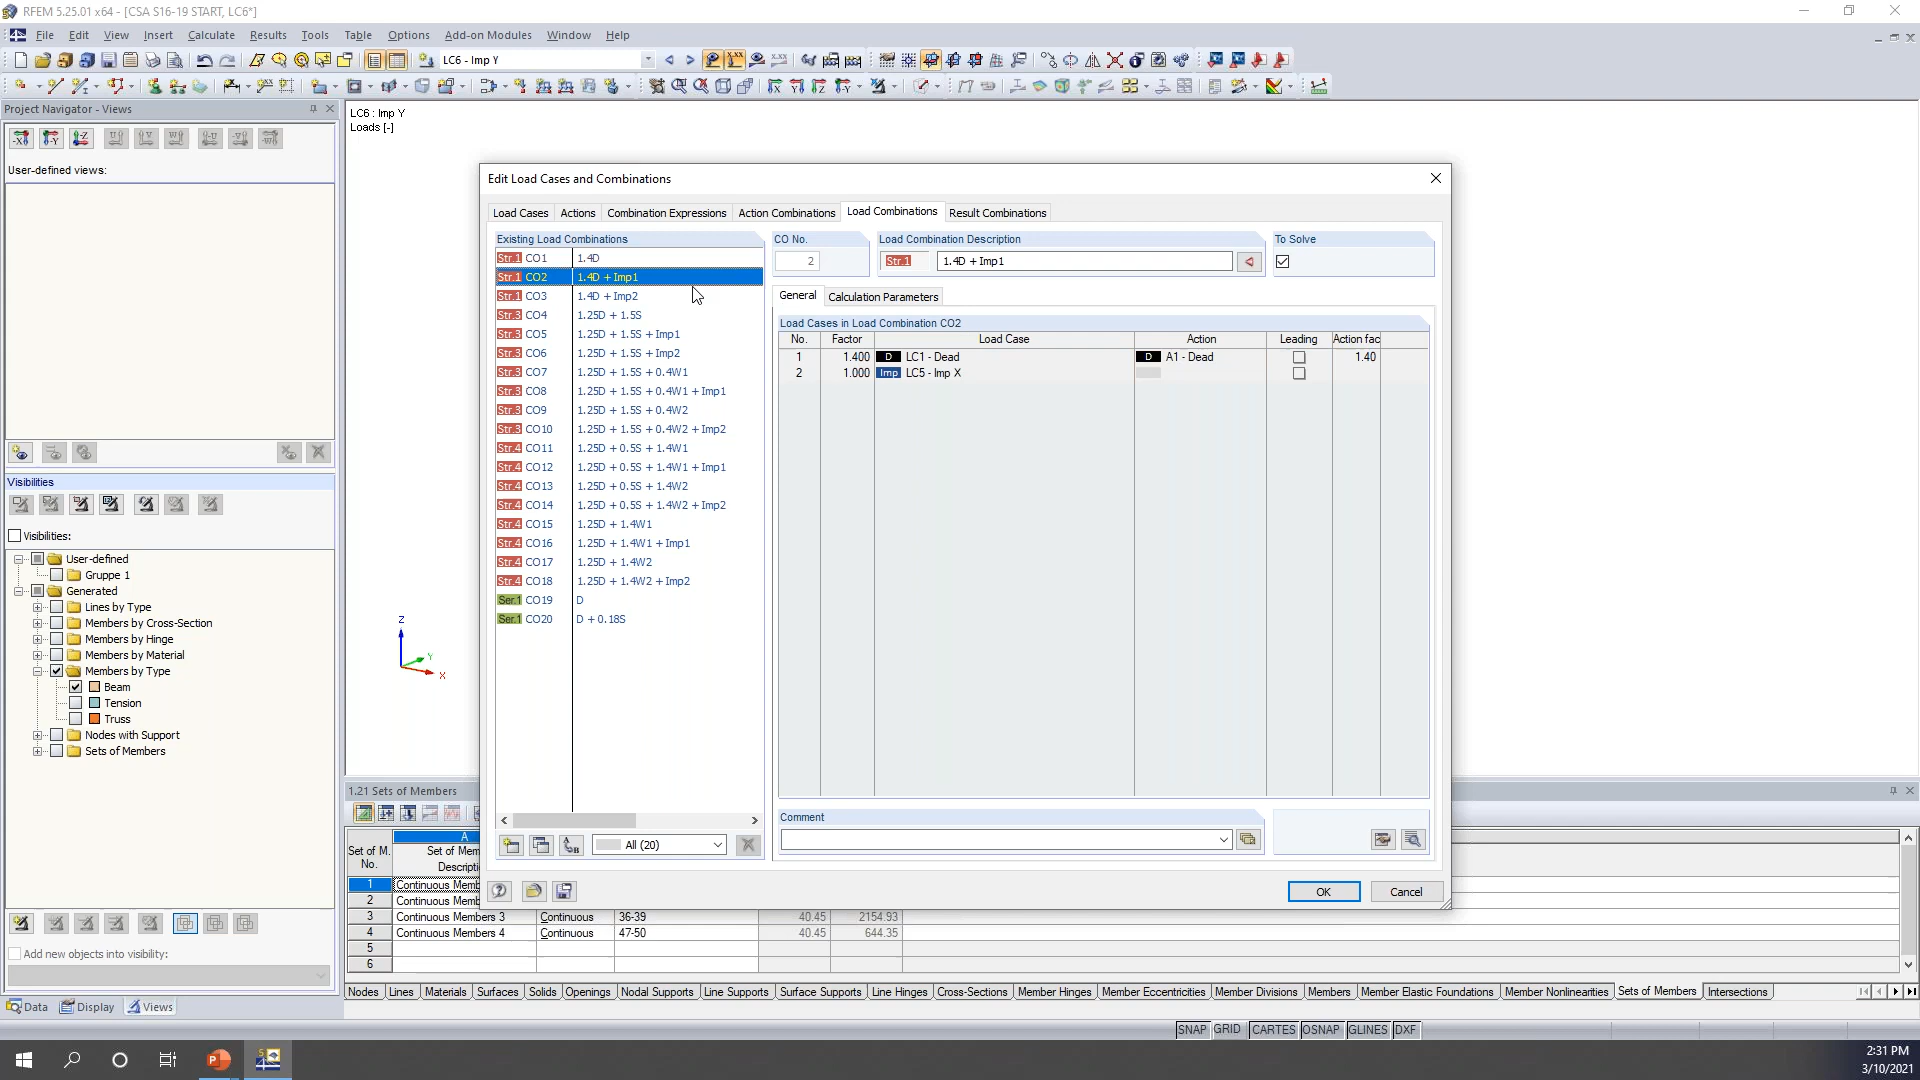 RFEM 5.25.01 x64 - [CSA S16-19 START, LC6*]
File Edit View Insert Calculate Results Tools Table Options Add-on Modules Window Help
LC6 - Imp Y
Project Navigator - Views
User-defined views:
Visibilities
Visibilities:
User-defined
Gruppe 1
Generated
Lines by Type
Members by Cross-Section
Members by Hinge
Members by Material
Members by Type
Beam
Tension
Truss
Nodes with Support
Sets of Members
Add new objects into visibility:
Data Display Views
LC6 : Imp Y
Loads [-]
Z
Y
X
Edit Load Cases and Combinations
Load Cases Actions Combination Expressions Action Combinations Load Combinations Result Combinations
Existing Load Combinations
Str.1 CO1 1.4D
Str.1 CO2 1.4D + Imp1
Str.1 CO3 1.4D + Imp2
Str.3 CO4 1.25D + 1.5S
Str.3 CO5 1.25D + 1.5S + Imp1
Str.3 CO6 1.25D + 1.5S + Imp2
Str.3 CO7 1.25D + 1.5S + 0.4W1
Str.3 CO8 1.25D + 1.5S + 0.4W1 + Imp1
Str.3 CO9 1.25D + 1.5S + 0.4W2
Str.3 CO10 1.25D + 1.5S + 0.4W2 + Imp2
Str.4 CO11 1.25D + 0.5S + 1.4W1
Str.4 CO12 1.25D + 0.5S + 1.4W1 + Imp1
Str.4 CO13 1.25D + 0.5S + 1.4W2
Str.4 CO14 1.25D + 0.5S + 1.4W2 + Imp2
Str.4 CO15 1.25D + 1.4W1
Str.4 CO16 1.25D + 1.4W1 + Imp1
Str.4 CO17 1.25D + 1.4W2
Str.4 CO18 1.25D + 1.4W2 + Imp2
Ser.1 CO19 D
Ser.1 CO20 D + 0.18S
All (20)
CO No.
2
Load Combination Description
Str.1 1.4D + Imp1
To Solve
General Calculation Parameters
Load Cases in Load Combination CO2
No. Factor Load Case Action Leading Action fac
1 1.400 D LC1 - Dead D A1 - Dead 1.40
2 1.000 Imp LC5 - Imp X
Comment
OK Cancel
1.21 Sets of Members
A
Set of M. Set of Mem
No. Descripti
1 Continuous Memb
2 Continuous Memb
3 Continuous Members 3 Continuous 36-39 40.45 2154.93
4 Continuous Members 4 Continuous 47-50 40.45 644.35
5
6
Nodes Lines Materials Surfaces Solids Openings Nodal Supports Line Supports Surface Supports Line Hinges Cross-Sections Member Hinges Member Eccentricities Member Divisions Members Member Elastic Foundations Member Nonlinearities Sets of Members Intersections
SNAP GRID CARTES OSNAP GLINES DXF
2:31 PM
3/10/2021